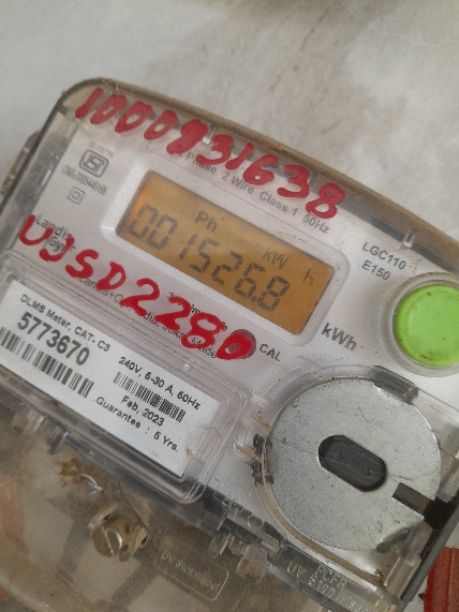 1000931638
Phase 2 Wire Class 1 50Hz
LGC110
E150
Ph kW h
001526.8
kWh
UJSD2280
CAL
DLMS Meter, CAT- C3
5773670
240V, 5-30 A, 50Hz
Feb, 2023
Guarantee : 5 Yrs.